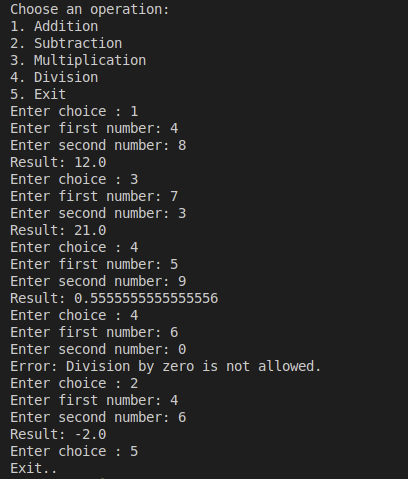 Choose an operation:
1. Addition
2. Subtraction
3. Multiplication
4. Division
5. Exit
Enter choice : 1
Enter first number: 4
Enter second number: 8
Result: 12.0
Enter choice : 3
Enter first number: 7
Enter second number: 3
Result: 21.0
Enter choice : 4
Enter first number: 5
Enter second number: 9
Result: 0.5555555555555556
Enter choice : 4
Enter first number: 6
Enter second number: 0
Error: Division by zero is not allowed.
Enter choice : 2
Enter first number: 4
Enter second number: 6
Result: -2.0
Enter choice : 5
Exit..